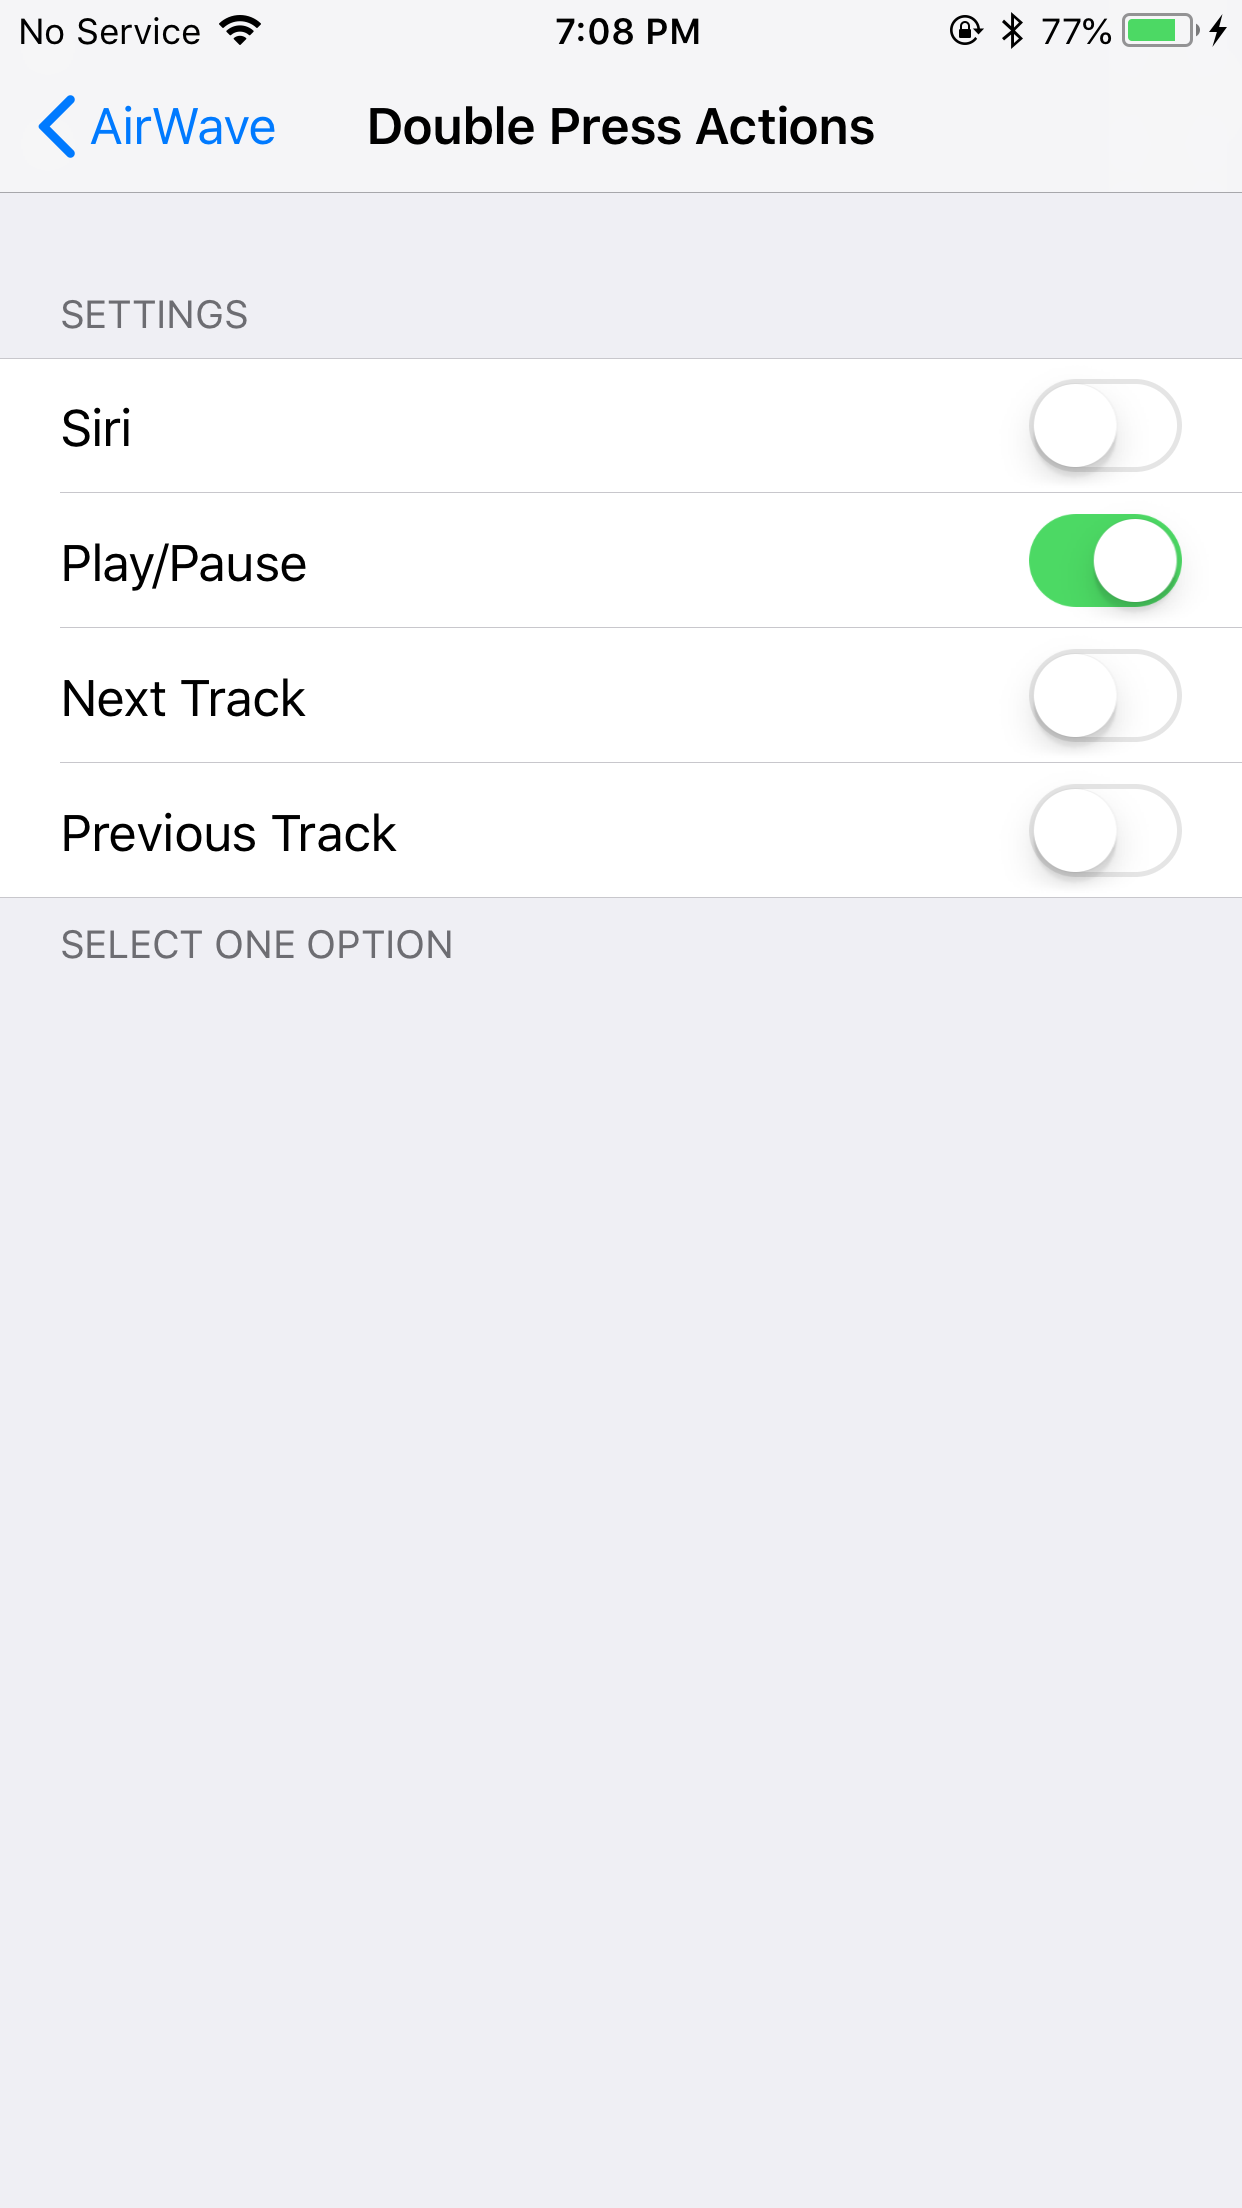 No Service 7:08 PM 77%
AirWave Double Press Actions
SETTINGS
Siri
Play/Pause
Next Track
Previous Track
SELECT ONE OPTION